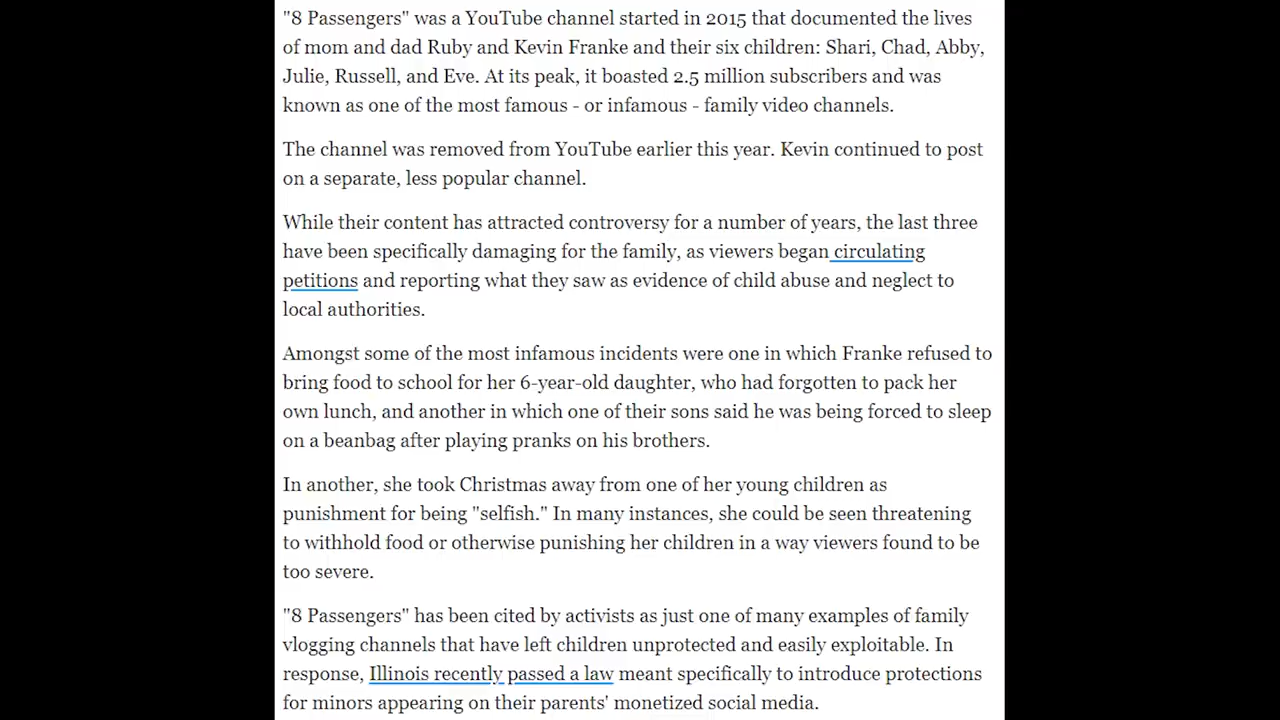 "8 Passengers" was a YouTube channel started in 2015 that documented the lives
of mom and dad Ruby and Kevin Franke and their six children: Shari, Chad, Abby,
Julie, Russell, and Eve. At its peak, it boasted 2.5 million subscribers and was
known as one of the most famous - or infamous - family video channels.
The channel was removed from YouTube earlier this year. Kevin continued to post
on a separate, less popular channel.
While their content has attracted controversy for a number of years, the last three
have been specifically damaging for the family, as viewers began circulating
petitions and reporting what they saw as evidence of child abuse and neglect to
local authorities.
Amongst some of the most infamous incidents were one in which Franke refused to
bring food to school for her 6-year-old daughter, who had forgotten to pack her
own lunch, and another in which one of their sons said he was being forced to sleep
on a beanbag after playing pranks on his brothers.
In another, she took Christmas away from one of her young children as
punishment for being "selfish." In many instances, she could be seen threatening
to withhold food or otherwise punishing her children in a way viewers found to be
too severe.
"8 Passengers" has been cited by activists as just one of many examples of family
vlogging channels that have left children unprotected and easily exploitable. In
response, Illinois recently passed a law meant specifically to introduce protections
for minors appearing on their parents' monetized social media.